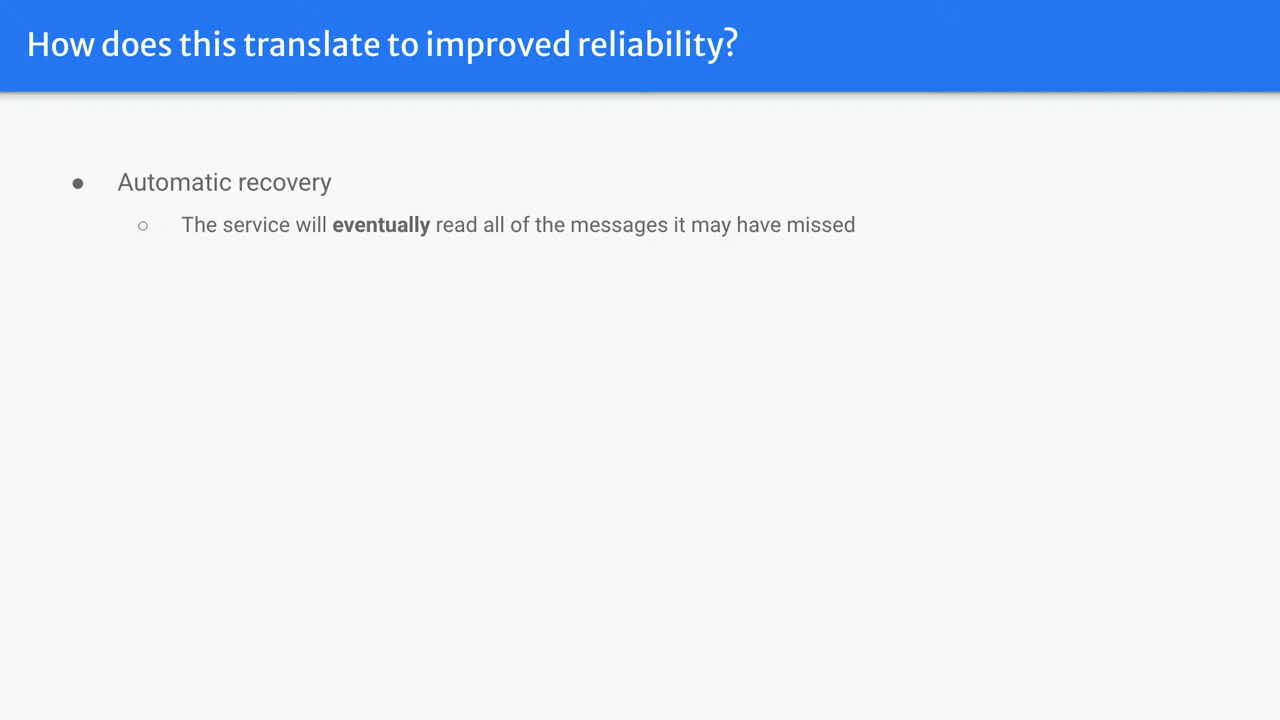 How does this translate to improved reliability?
● Automatic recovery
○ The service will eventually read all of the messages it may have missed